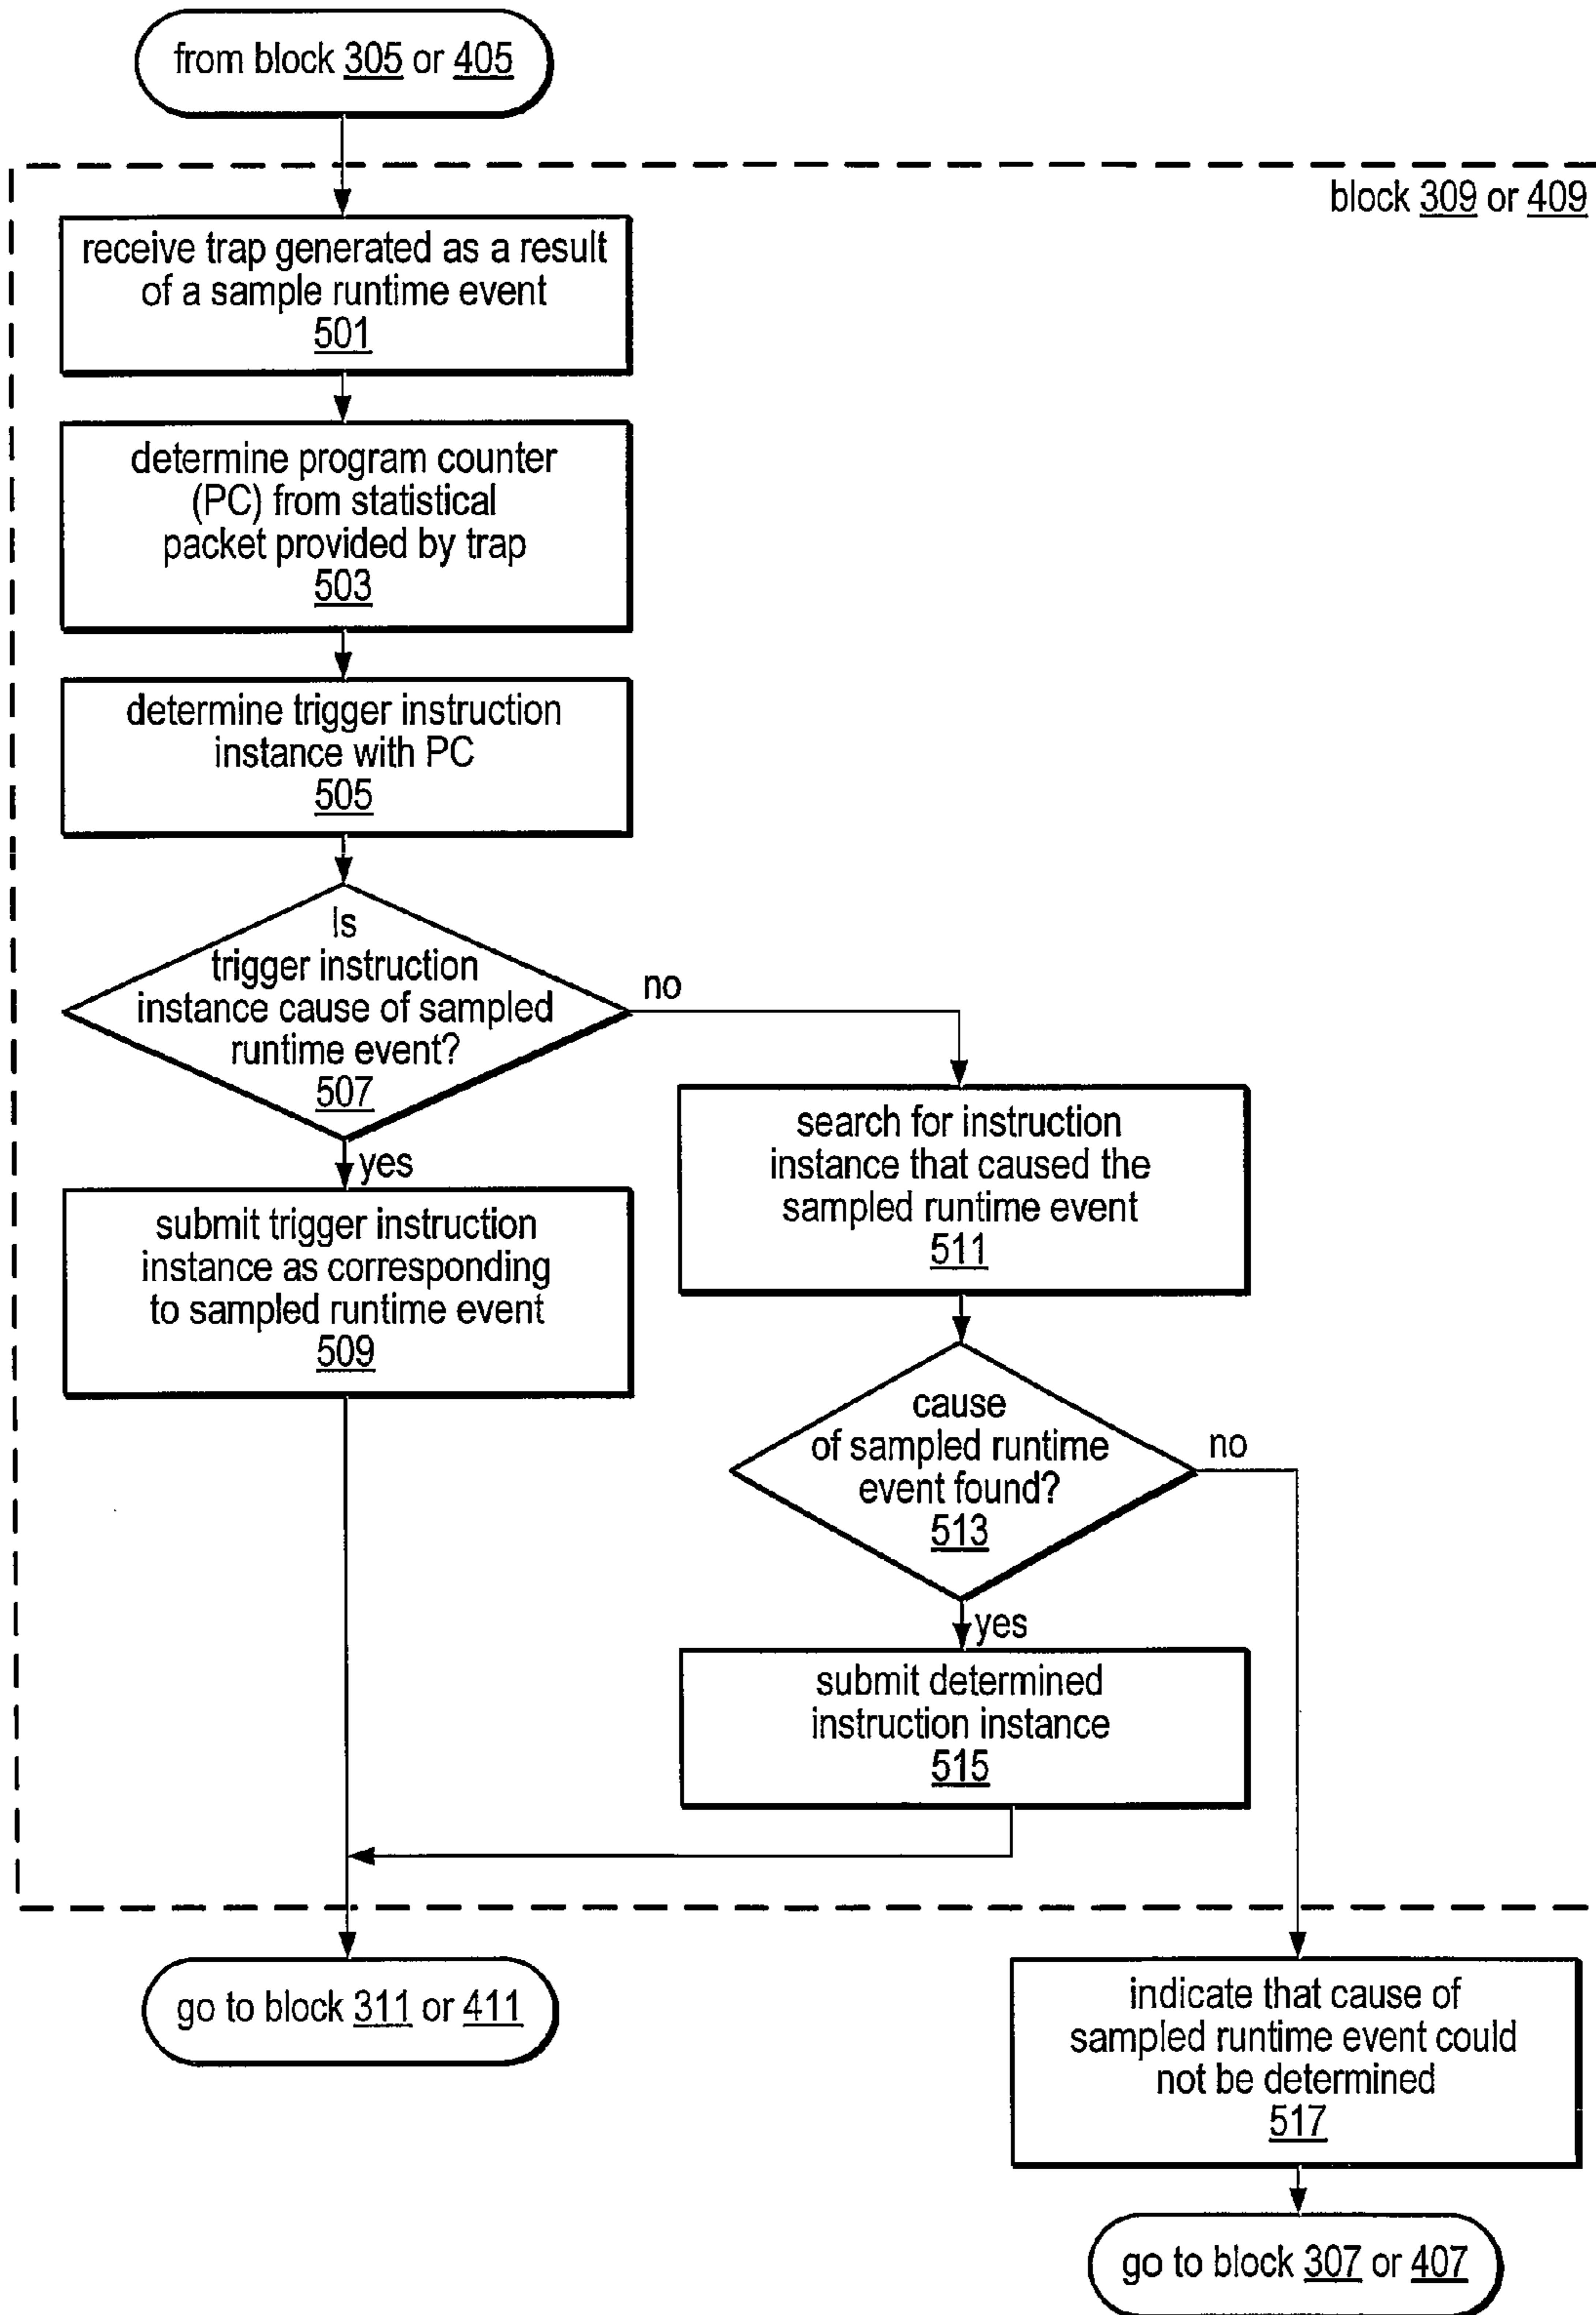 from block 305 or 405
block 309 or 409
receive trap generated as a result
of a sample runtime event
501
determine program counter
(PC) from statistical
packet provided by trap
503
determine trigger instruction
instance with PC
505
Is
trigger instruction
instance cause of sampled
runtime event?
507
no
yes
submit trigger instruction
instance as corresponding
to sampled runtime event
509
search for instruction
instance that caused the
sampled runtime event
511
cause
of sampled runtime
event found?
513
no
yes
submit determined
instruction instance
515
go to block 311 or 411
indicate that cause of
sampled runtime event could
not be determined
517
go to block 307 or 407